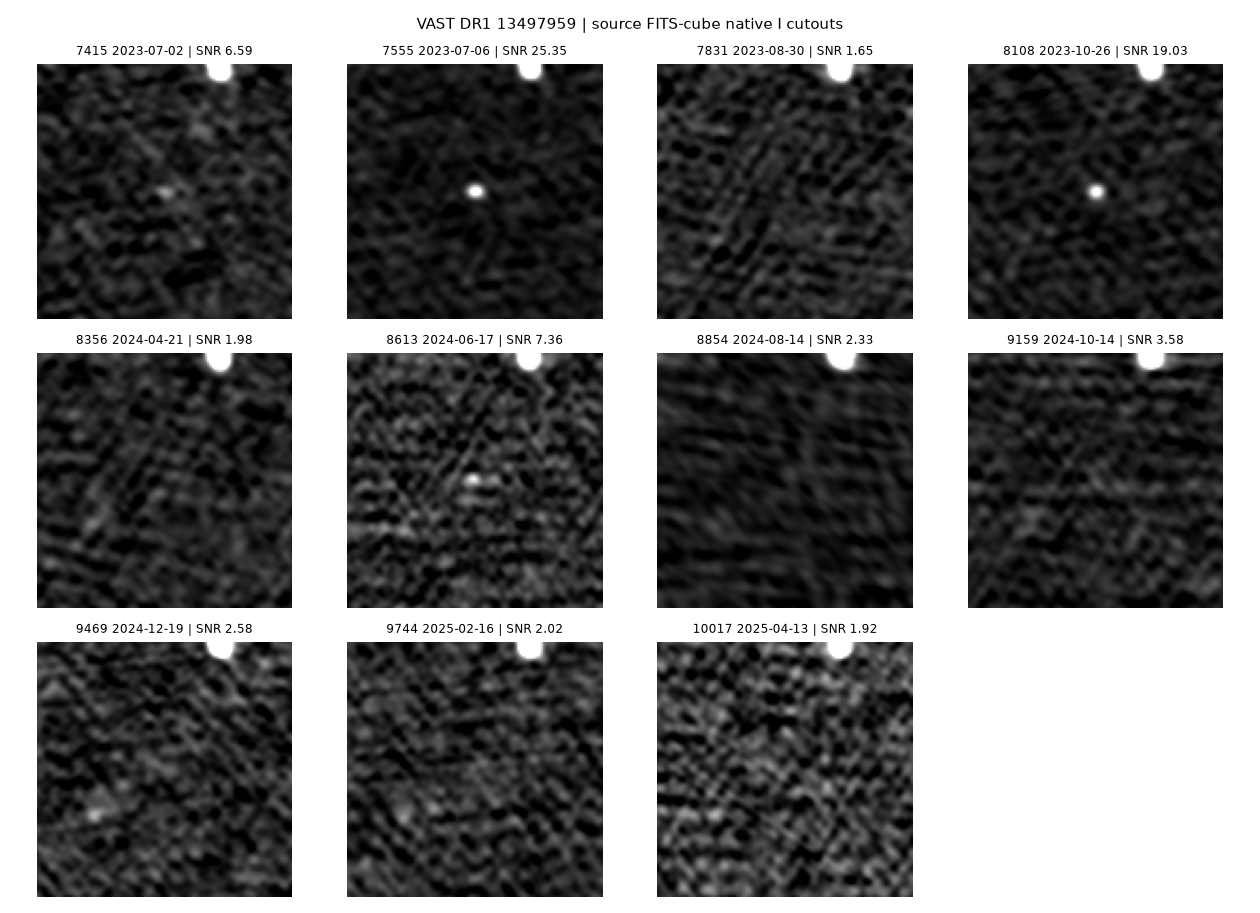 VAST DR1 13497959 | source FITS-cube native I cutouts
7415 2023-07-02 | SNR 6.59
7555 2023-07-06 | SNR 25.35
7831 2023-08-30 | SNR 1.65
8108 2023-10-26 | SNR 19.03
8356 2024-04-21 | SNR 1.98
8613 2024-06-17 | SNR 7.36
8854 2024-08-14 | SNR 2.33
9159 2024-10-14 | SNR 3.58
9469 2024-12-19 | SNR 2.58
9744 2025-02-16 | SNR 2.02
10017 2025-04-13 | SNR 1.92